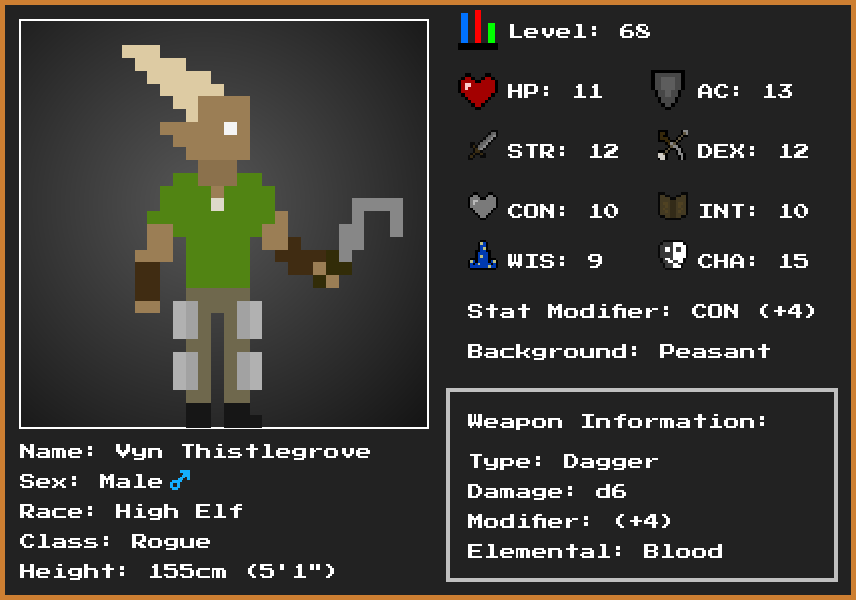 Level: 68
HP: 11
AC: 13
STR: 12
DEX: 12
CON: 10
INT: 10
WIS: 9
CHA: 15
Stat Modifier: CON (+4)
Background: Peasant
Weapon Information:
Type: Dagger
Damage: d6
Modifier: (+4)
Elemental: Blood
Name: Vyn Thistlegrove
Sex: Male ♂
Race: High Elf
Class: Rogue
Height: 155cm (5'1")